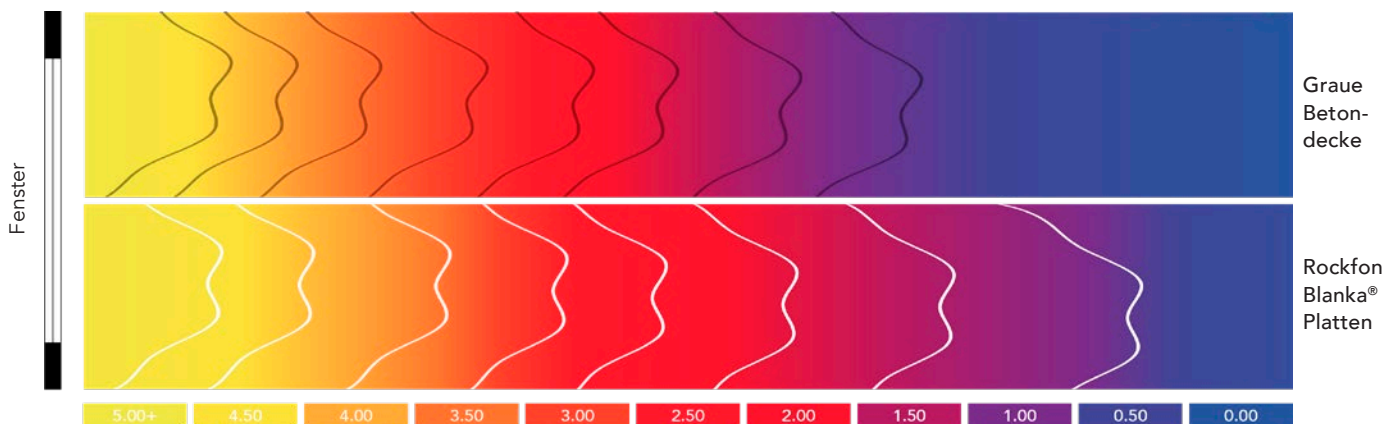 Fenster
Graue
Beton-
decke
Rockfon
Blanka®
Platten
5.00+ 4.50 4.00 3.50 3.00 2.50 2.00 1.50 1.00 0.50 0.00